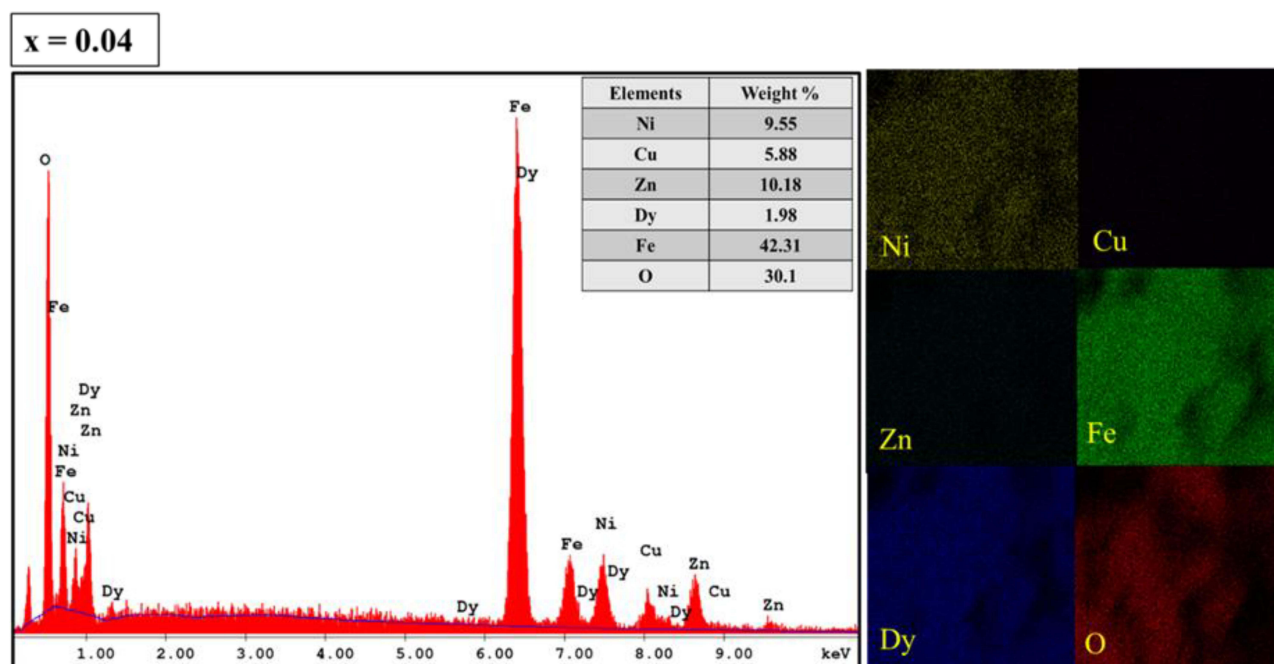 x = 0.04
Elements Weight %
Ni 9.55
Cu 5.88
Zn 10.18
Dy 1.98
Fe 42.31
O 30.1
O
Fe
Dy
Zn
Zn
Ni
Fe
Cu
Cu
Ni
Dy
Dy
Fe
Dy
Fe
Dy
Ni
Dy
Cu
Ni
Dy
Zn
Cu
Zn
1.00 2.00 3.00 4.00 5.00 6.00 7.00 8.00 9.00 keV
Ni
Cu
Zn
Fe
Dy
O